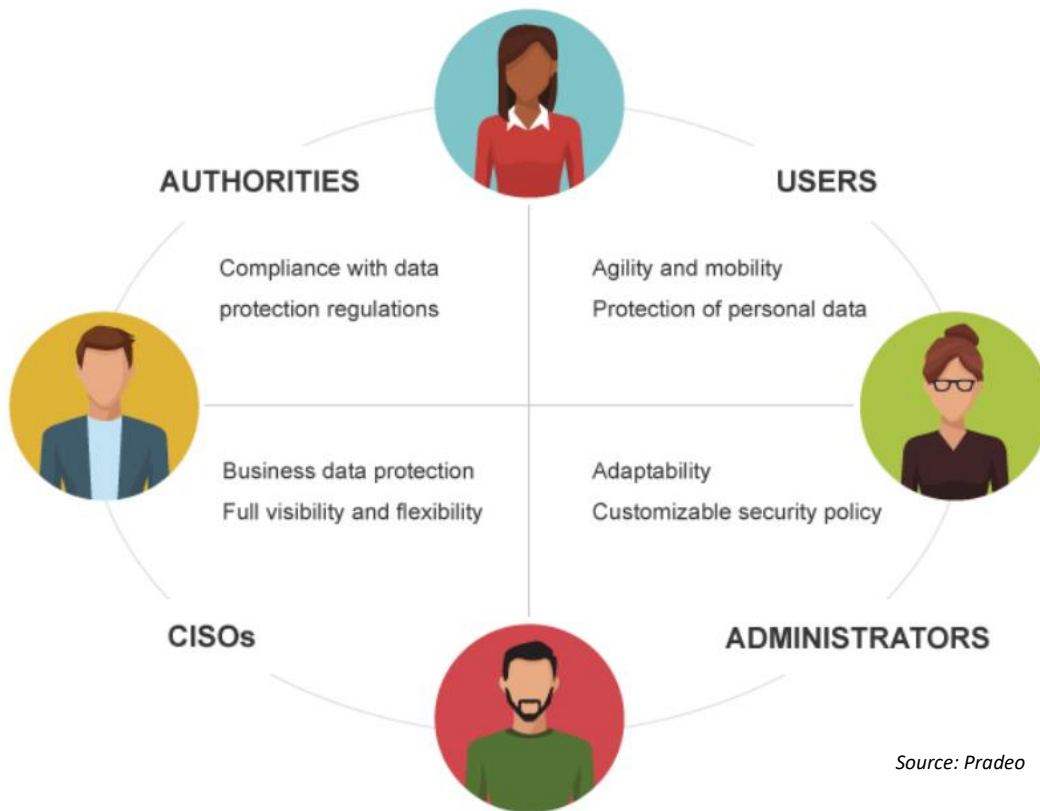 AUTHORITIES
Compliance with data
protection regulations
USERS
Agility and mobility
Protection of personal data
Business data protection
Full visibility and flexibility
CISOs
Adaptability
Customizable security policy
ADMINISTRATORS
Source: Pradeo